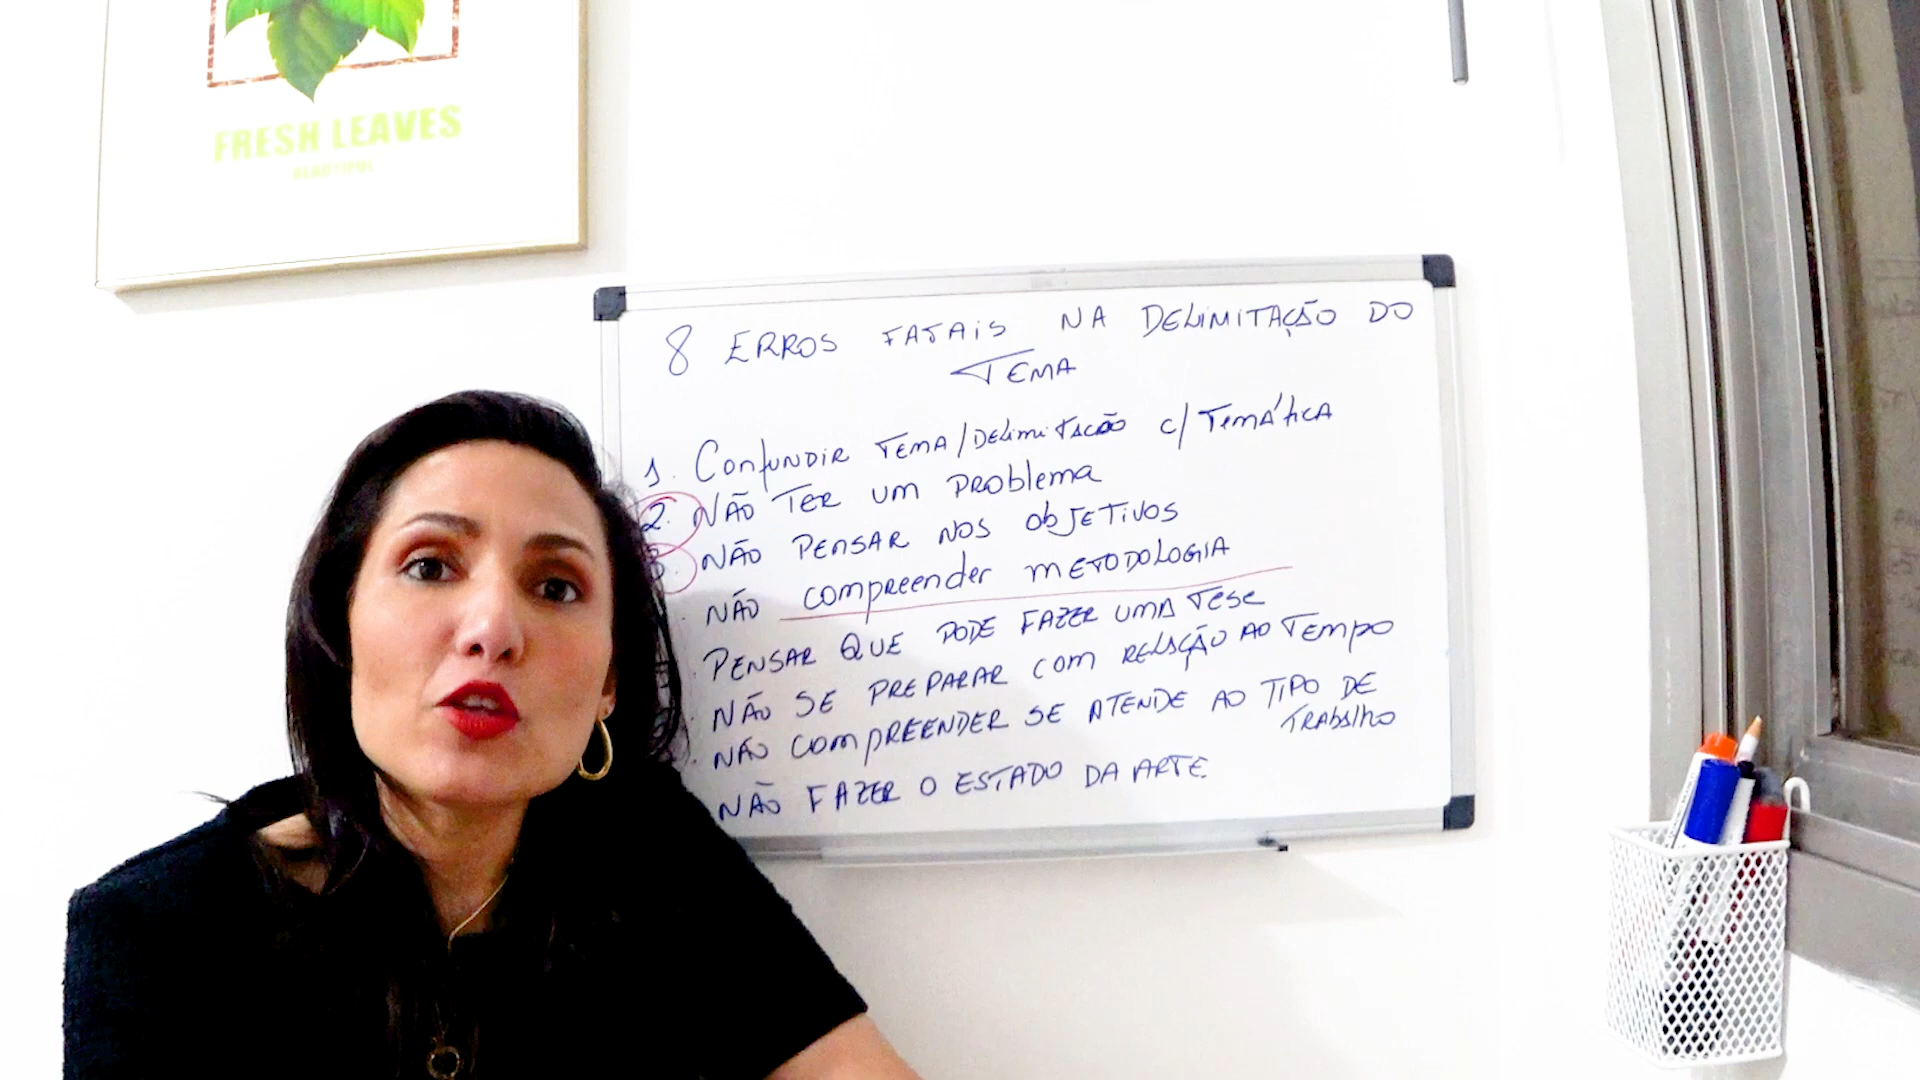 FRESH LEAVES
BEAUTIFUL
8 ERROS FATAIS NA DELIMITAÇÃO DO
TEMA
1. Confundir TEMA/DELIMITAÇÃO c/ TEMÁTICA
2. NÃO TER UM PROBLEMA
3. NÃO PENSAR NOS OBJETIVOS
NÃO compreender METODOLOGIA
PENSAR QUE PODE FAZER UMA TESE
NÃO SE PREPARAR COM RELAÇÃO AO TEMPO
NÃO COMPREENDER SE ATENDE AO TIPO DE
TRABALHO
NÃO FAZER O ESTADO DA ARTE.